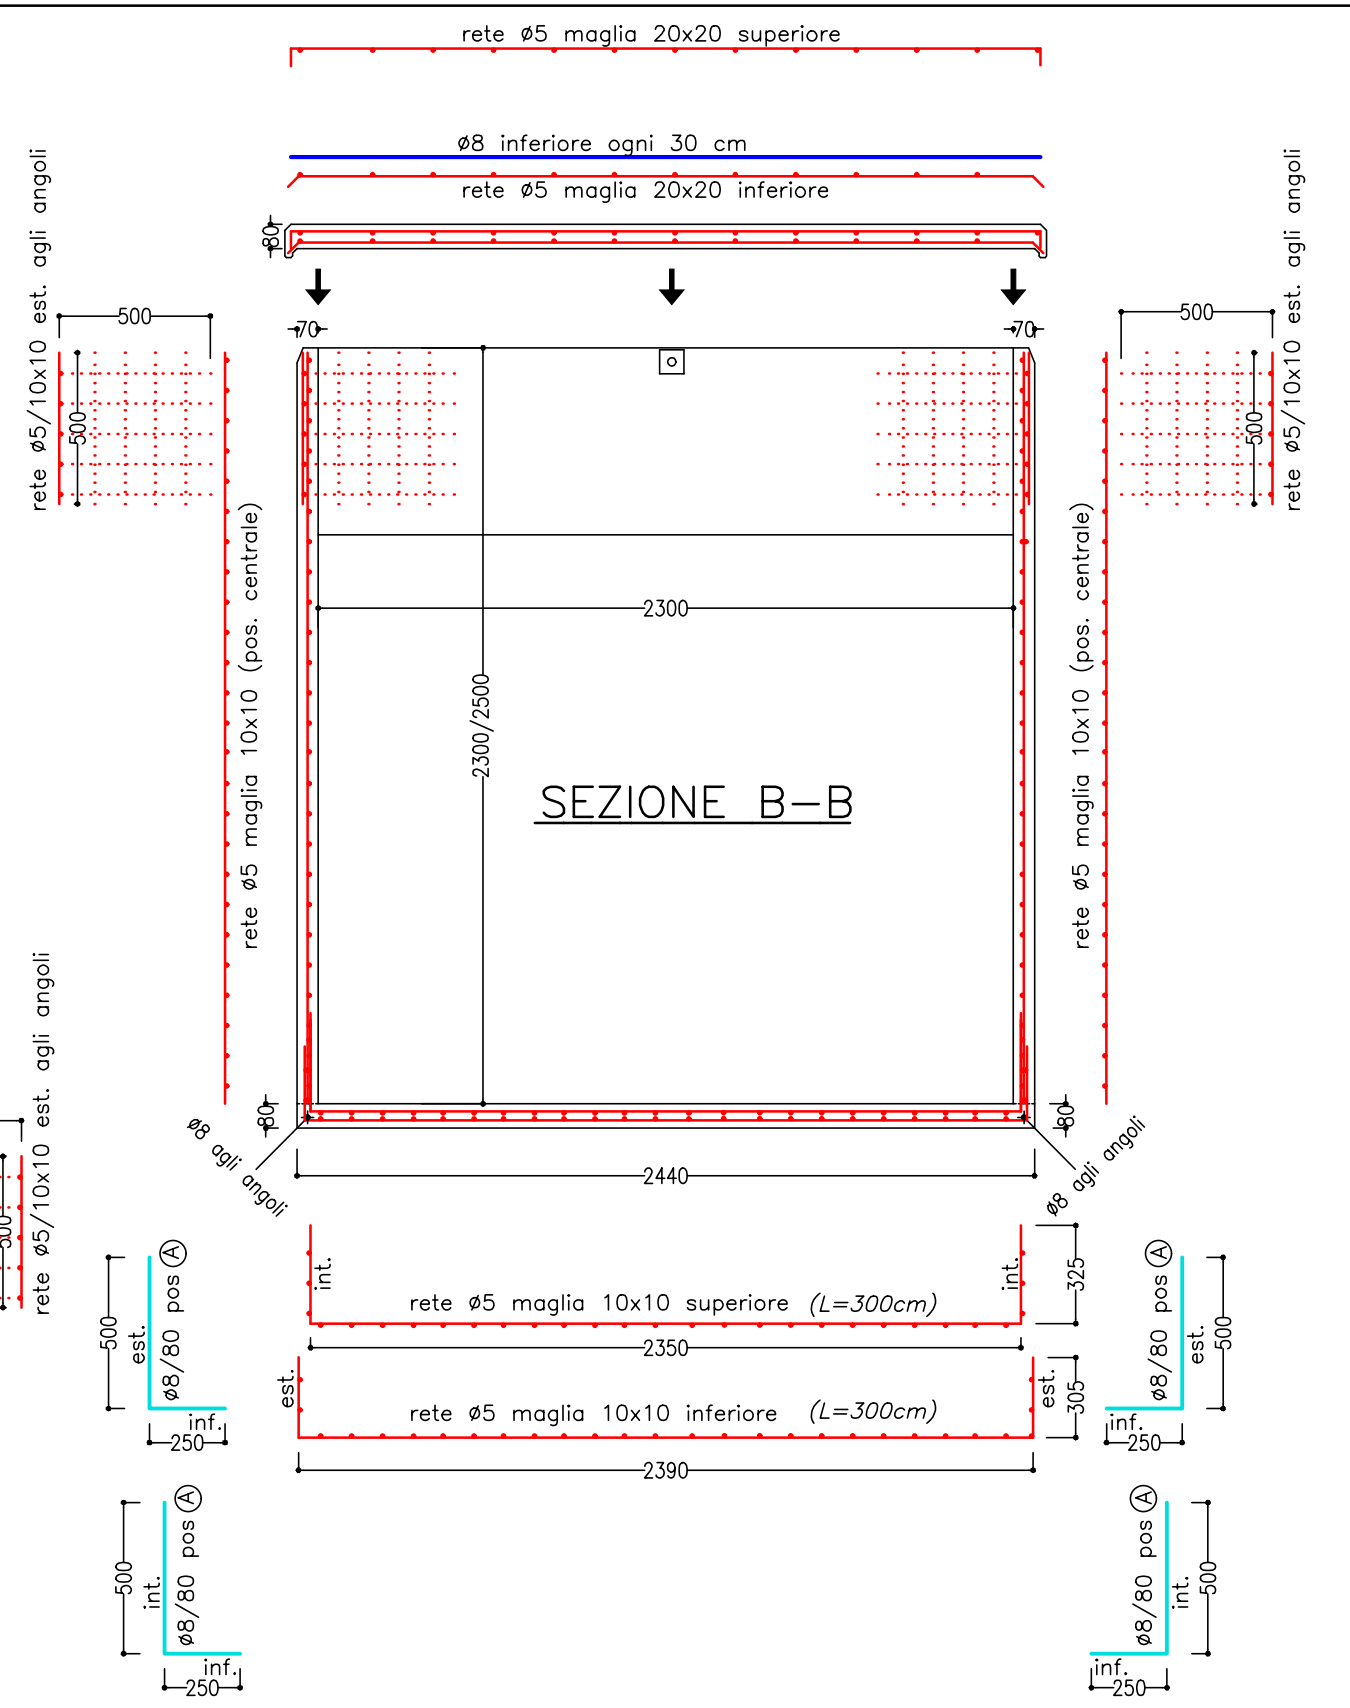 rete ø5 maglia 20x20 superiore
ø8 inferiore ogni 30 cm
rete ø5 maglia 20x20 inferiore
80
rete ø5/10x10 est. agli angoli
rete ø5/10x10 est. agli angoli
500
500
70
70
500
500
rete ø5 maglia 10x10 (pos. centrale)
rete ø5 maglia 10x10 (pos. centrale)
2300
2300/2500
SEZIONE B-B
rete ø5/10x10 est. agli angoli
500
80
80
ø8 agli angoli
ø8 agli angoli
2440
int.
int.
325
rete ø5 maglia 10x10 superiore (L=300cm)
2350
est.
est.
305
rete ø5 maglia 10x10 inferiore (L=300cm)
2390
500
est.
ø8/80 pos A
inf.
250
ø8/80 pos A
est.
500
inf.
250
500
int.
ø8/80 pos A
inf.
250
ø8/80 pos A
int.
500
inf.
250